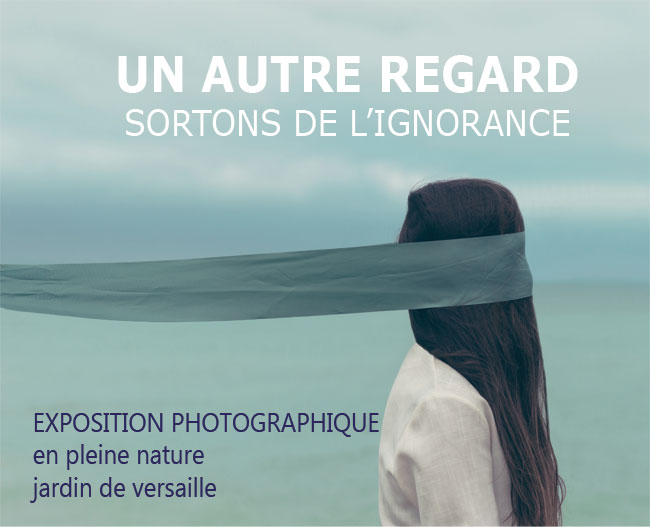 UN AUTRE REGARD
SORTONS DE L’IGNORANCE
EXPOSITION PHOTOGRAPHIQUE
en pleine nature
jardin de versaille